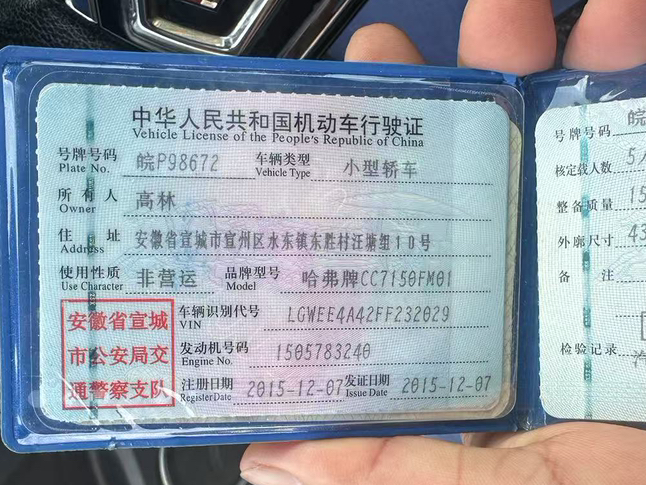 中华人民共和国机动车行驶证
Vehicle License of the People's Republic of China
号牌号码 皖P98672 车辆类型 小型轿车
Plate No. Vehicle Type
所有人 高林
Owner
住址 安徽省宣城市宣州区水东镇东胜村汪塘组10号
Address
使用性质 非营运 品牌型号 哈弗牌CC7150FM01
Use Character Model
安徽省宣城
市公安局交
通警察支队
车辆识别代号 LGWEE4A42FF232029
VIN
发动机号码 1505783240
Engine No.
注册日期 2015-12-07 发证日期 2015-12-07
Register Date Issue Date
号牌号码 皖
核定载人数 5
整备质量 15
外廓尺寸 43
备注
检验记录